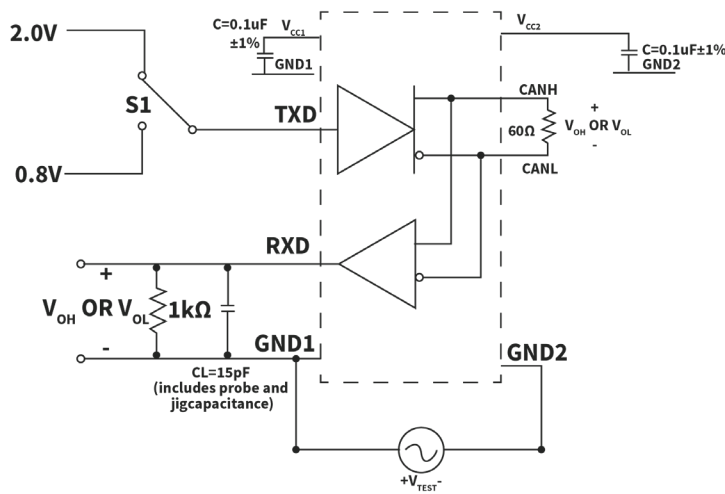 2.0V
C=0.1uF
±1%
VCC1
GND1
VCC2
C=0.1uF±1%
GND2
S1
TXD
CANH
60Ω
+
VOH OR VOL
-
CANL
0.8V
RXD
+
VOH OR VOL
1kΩ
-
GND1
GND2
CL=15pF
(includes probe and
jigcapacitance)
+VTEST-